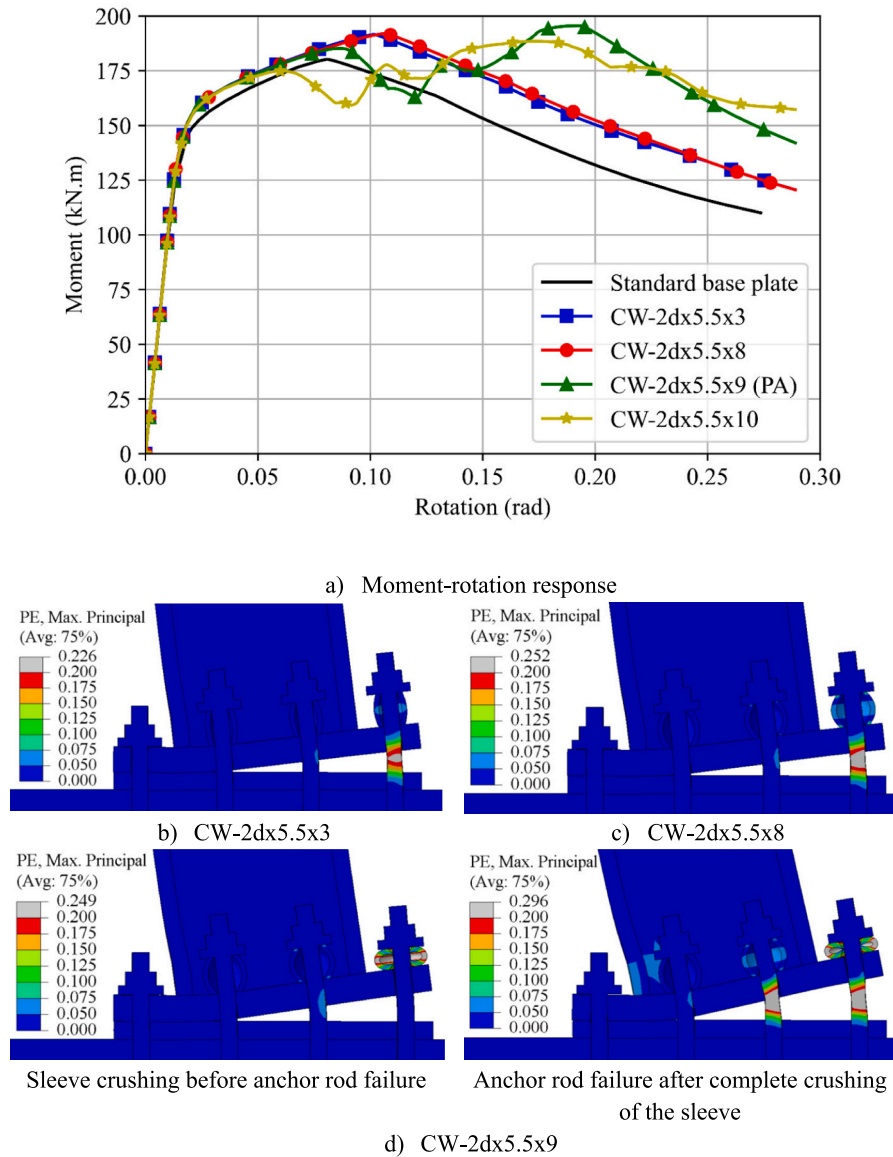 200
175
150
125
100
75
50
25
0
Moment (kN.m)
0.00 0.05 0.10 0.15 0.20 0.25 0.30
Rotation (rad)
Standard base plate
CW-2dx5.5x3
CW-2dx5.5x8
CW-2dx5.5x9 (PA)
CW-2dx5.5x10
a) Moment-rotation response
PE, Max. Principal
(Avg: 75%)
0.226
0.200
0.175
0.150
0.125
0.100
0.075
0.050
0.000
b) CW-2dx5.5x3
PE, Max. Principal
(Avg: 75%)
0.252
0.200
0.175
0.150
0.125
0.100
0.075
0.050
0.000
c) CW-2dx5.5x8
PE, Max. Principal
(Avg: 75%)
0.249
0.200
0.175
0.150
0.125
0.100
0.075
0.050
0.000
Sleeve crushing before anchor rod failure
PE, Max. Principal
(Avg: 75%)
0.296
0.200
0.175
0.150
0.125
0.100
0.075
0.050
0.000
Anchor rod failure after complete crushing
of the sleeve
d) CW-2dx5.5x9